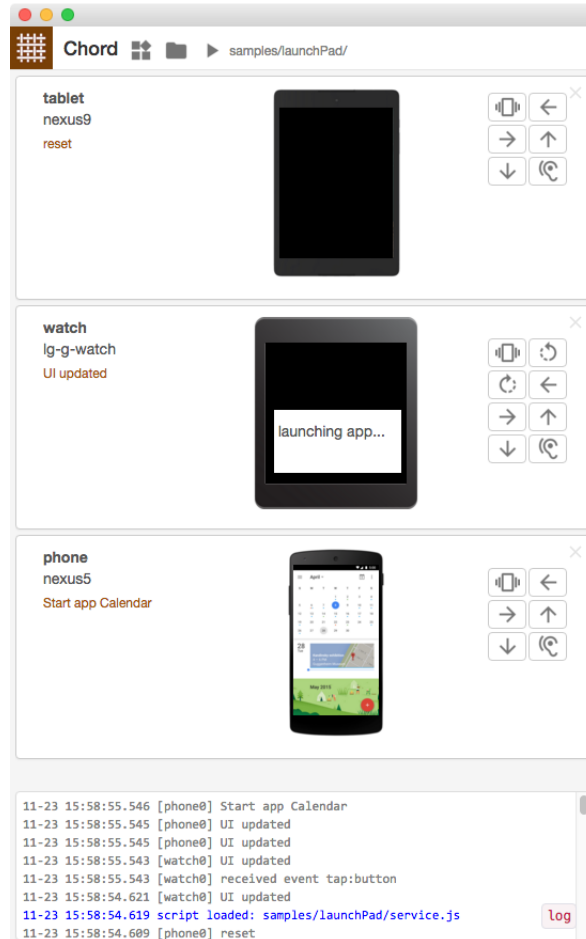 Chord samples/launchPad/
tablet
nexus9
reset
watch
lg-g-watch
UI updated
launching app...
phone
nexus5
Start app Calendar
April
28
May 2015
11-23 15:58:55.546 [phone0] Start app Calendar
11-23 15:58:55.545 [phone0] UI updated
11-23 15:58:55.545 [phone0] UI updated
11-23 15:58:55.543 [watch0] UI updated
11-23 15:58:55.543 [watch0] received event tap:button
11-23 15:58:54.621 [watch0] UI updated
11-23 15:58:54.619 script loaded: samples/launchPad/service.js
log
11-23 15:58:54.609 [phone0] reset